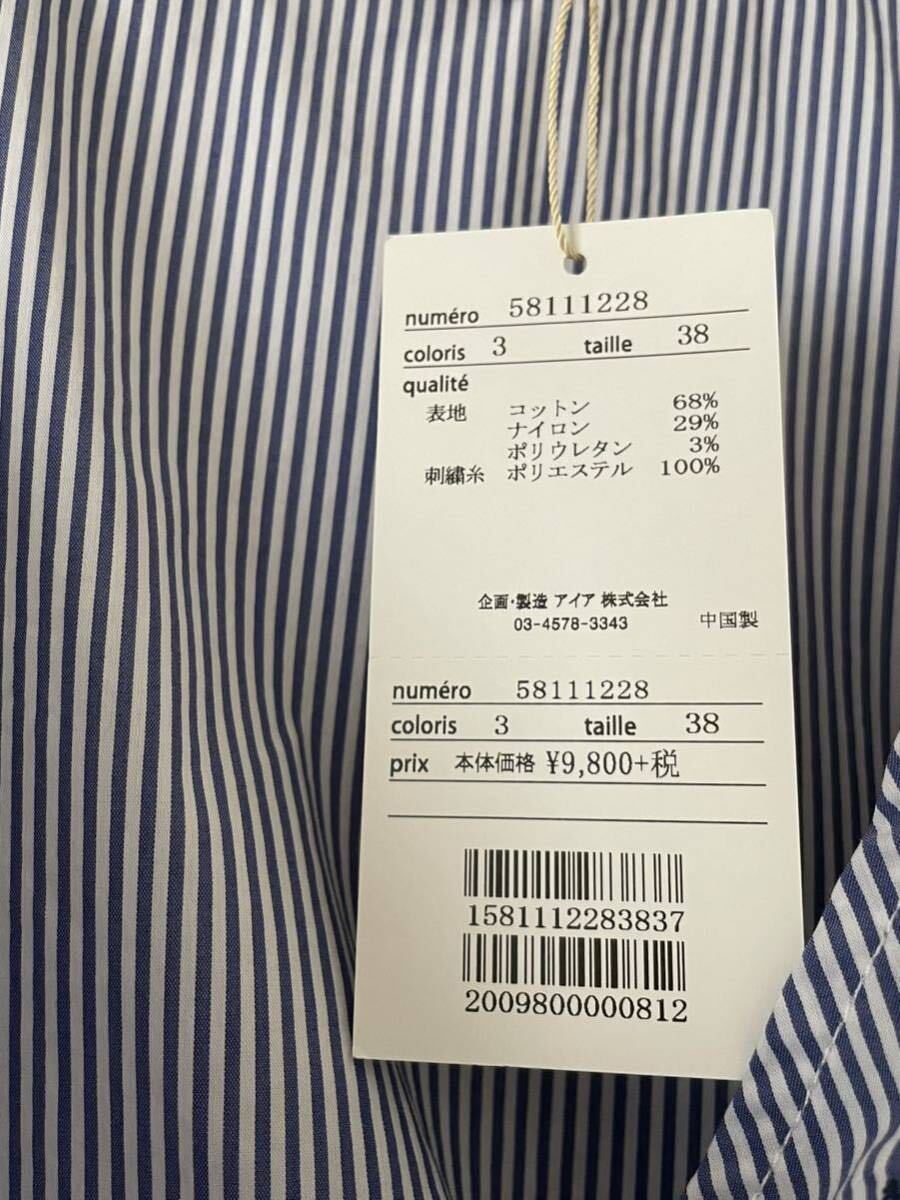 numéro 58111228
coloris 3 taille 38
qualité
表地 コットン 68%
ナイロン 29%
ポリウレタン 3%
刺繍糸 ポリエステル 100%
企画・製造 アイア 株式会社
03-4578-3343 中国製
numéro 58111228
coloris 3 taille 38
prix 本体価格 ¥9,800+税
1581112283837
2009800000812